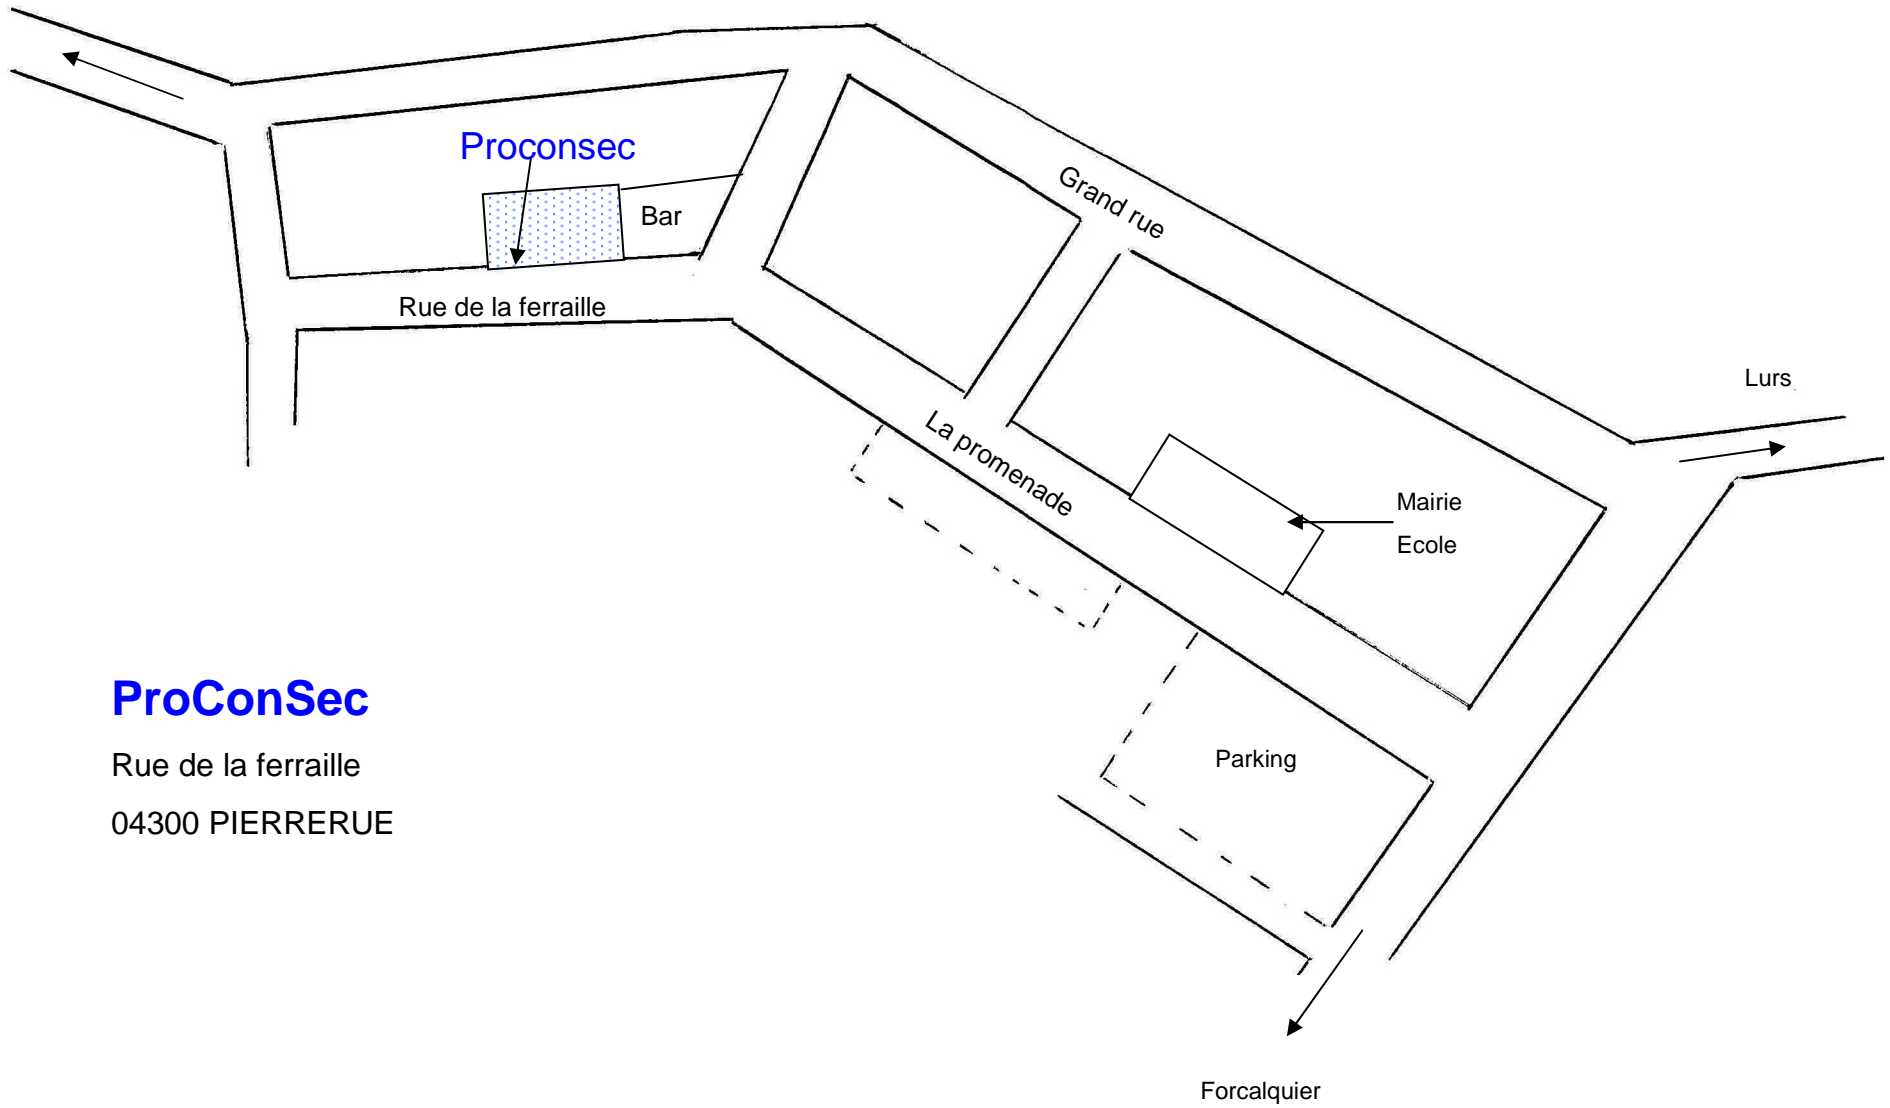 Proconsec
Grand rue
Bar
Rue de la ferraille
Lurs
La promenade
Mairie
Ecole
ProConSec
Rue de la ferraille
04300 PIERRERUE
Parking
Forcalquier